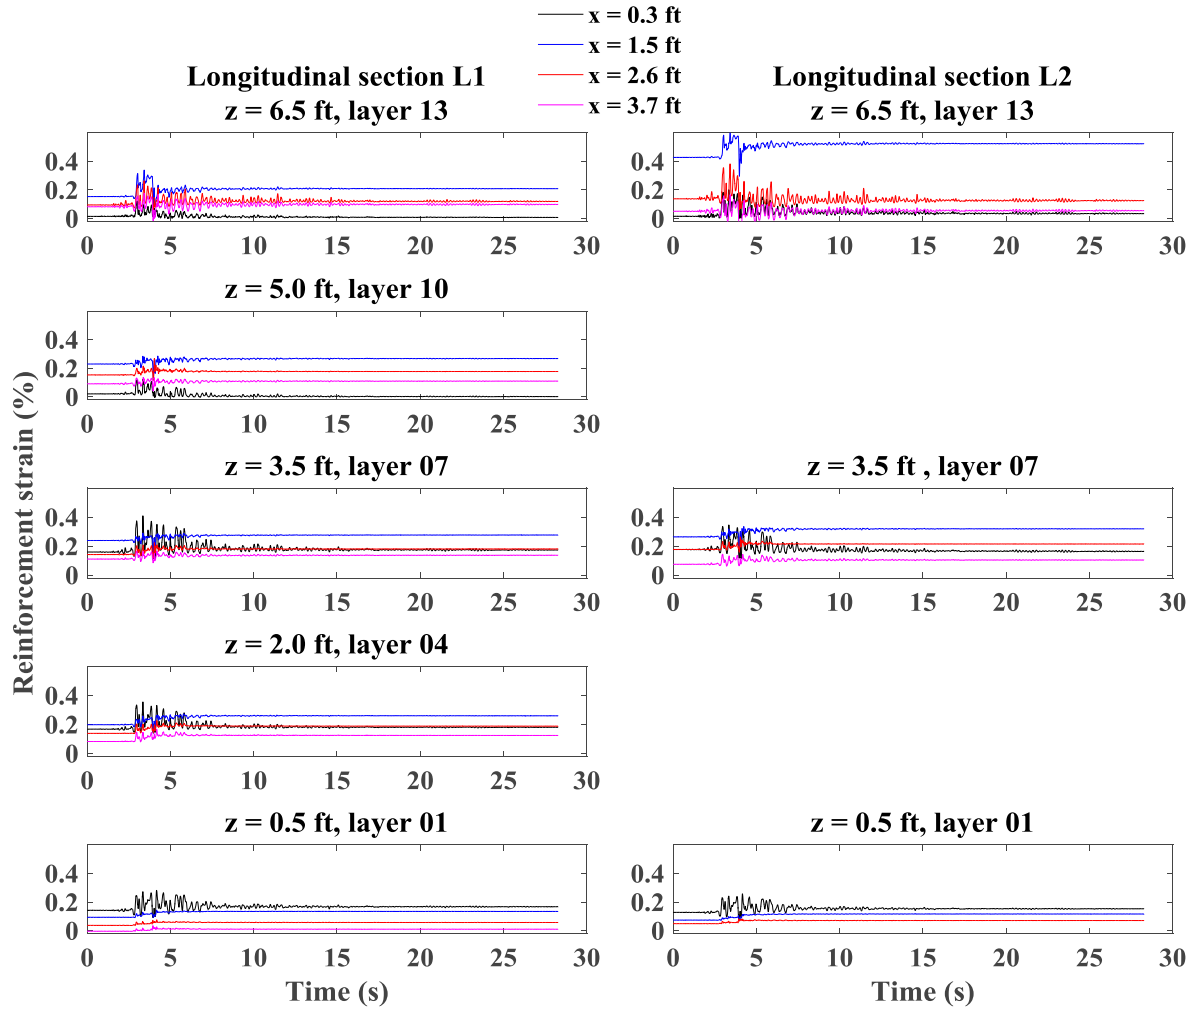 x = 0.3 ft
x = 1.5 ft
x = 2.6 ft
x = 3.7 ft
Longitudinal section L1
z = 6.5 ft, layer 13
0.4
0.2
0
0 5 10 15 20 25 30
Longitudinal section L2
z = 6.5 ft, layer 13
0.4
0.2
0
0 5 10 15 20 25 30
z = 5.0 ft, layer 10
0.4
0.2
0
0 5 10 15 20 25 30
z = 3.5 ft, layer 07
0.4
0.2
0
0 5 10 15 20 25 30
z = 3.5 ft , layer 07
0.4
0.2
0
0 5 10 15 20 25 30
z = 2.0 ft, layer 04
0.4
0.2
0
0 5 10 15 20 25 30
z = 0.5 ft, layer 01
0.4
0.2
0
0 5 10 15 20 25 30
Time (s)
z = 0.5 ft, layer 01
0.4
0.2
0
0 5 10 15 20 25 30
Time (s)
Reinforcement strain (%)